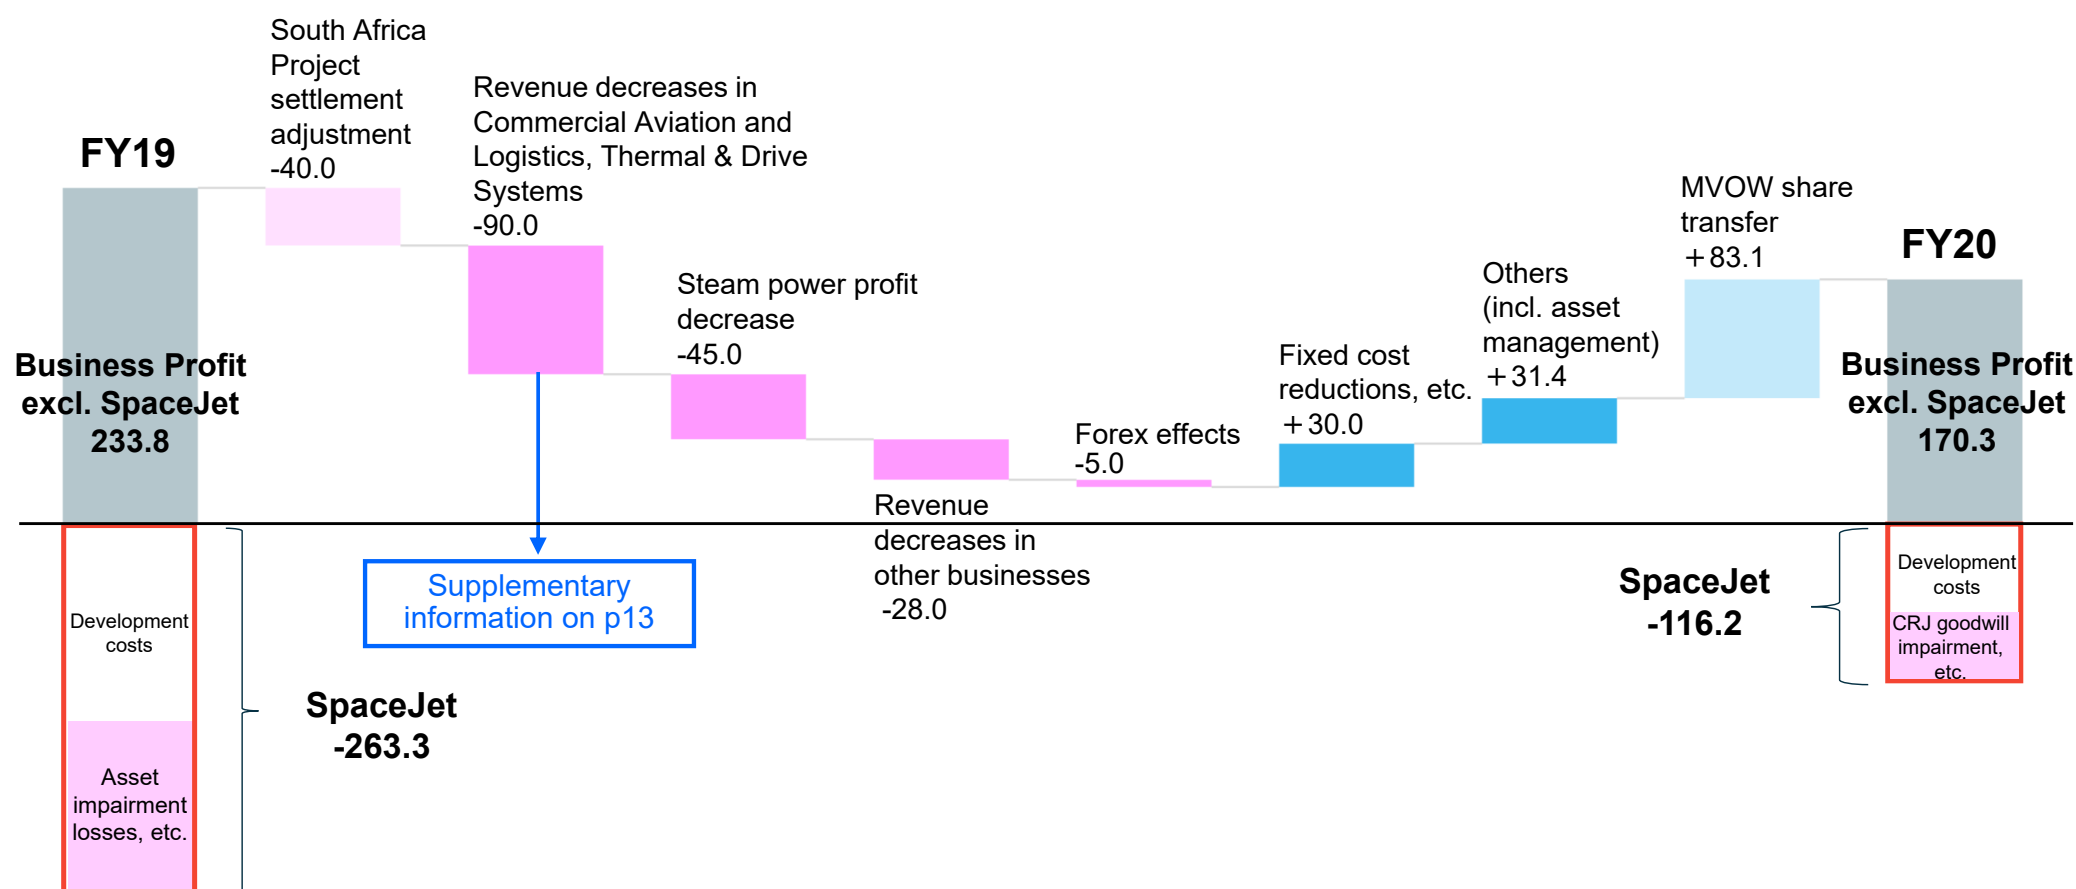 South Africa
Project
settlement
adjustment
-40.0
Revenue decreases in
Commercial Aviation and
Logistics, Thermal & Drive
Systems
-90.0
FY19
Business Profit
excl. SpaceJet
233.8
Steam power profit
decrease
-45.0
Revenue
decreases in
other businesses
-28.0
Forex effects
-5.0
Fixed cost
reductions, etc.
+30.0
Others
(incl. asset
management)
+31.4
MVOW share
transfer
+83.1
FY20
Business Profit
excl. SpaceJet
170.3
Supplementary
information on p13
Development
costs
Asset
impairment
losses, etc.
SpaceJet
-263.3
SpaceJet
-116.2
Development
costs
CRJ goodwill
impairment,
etc.